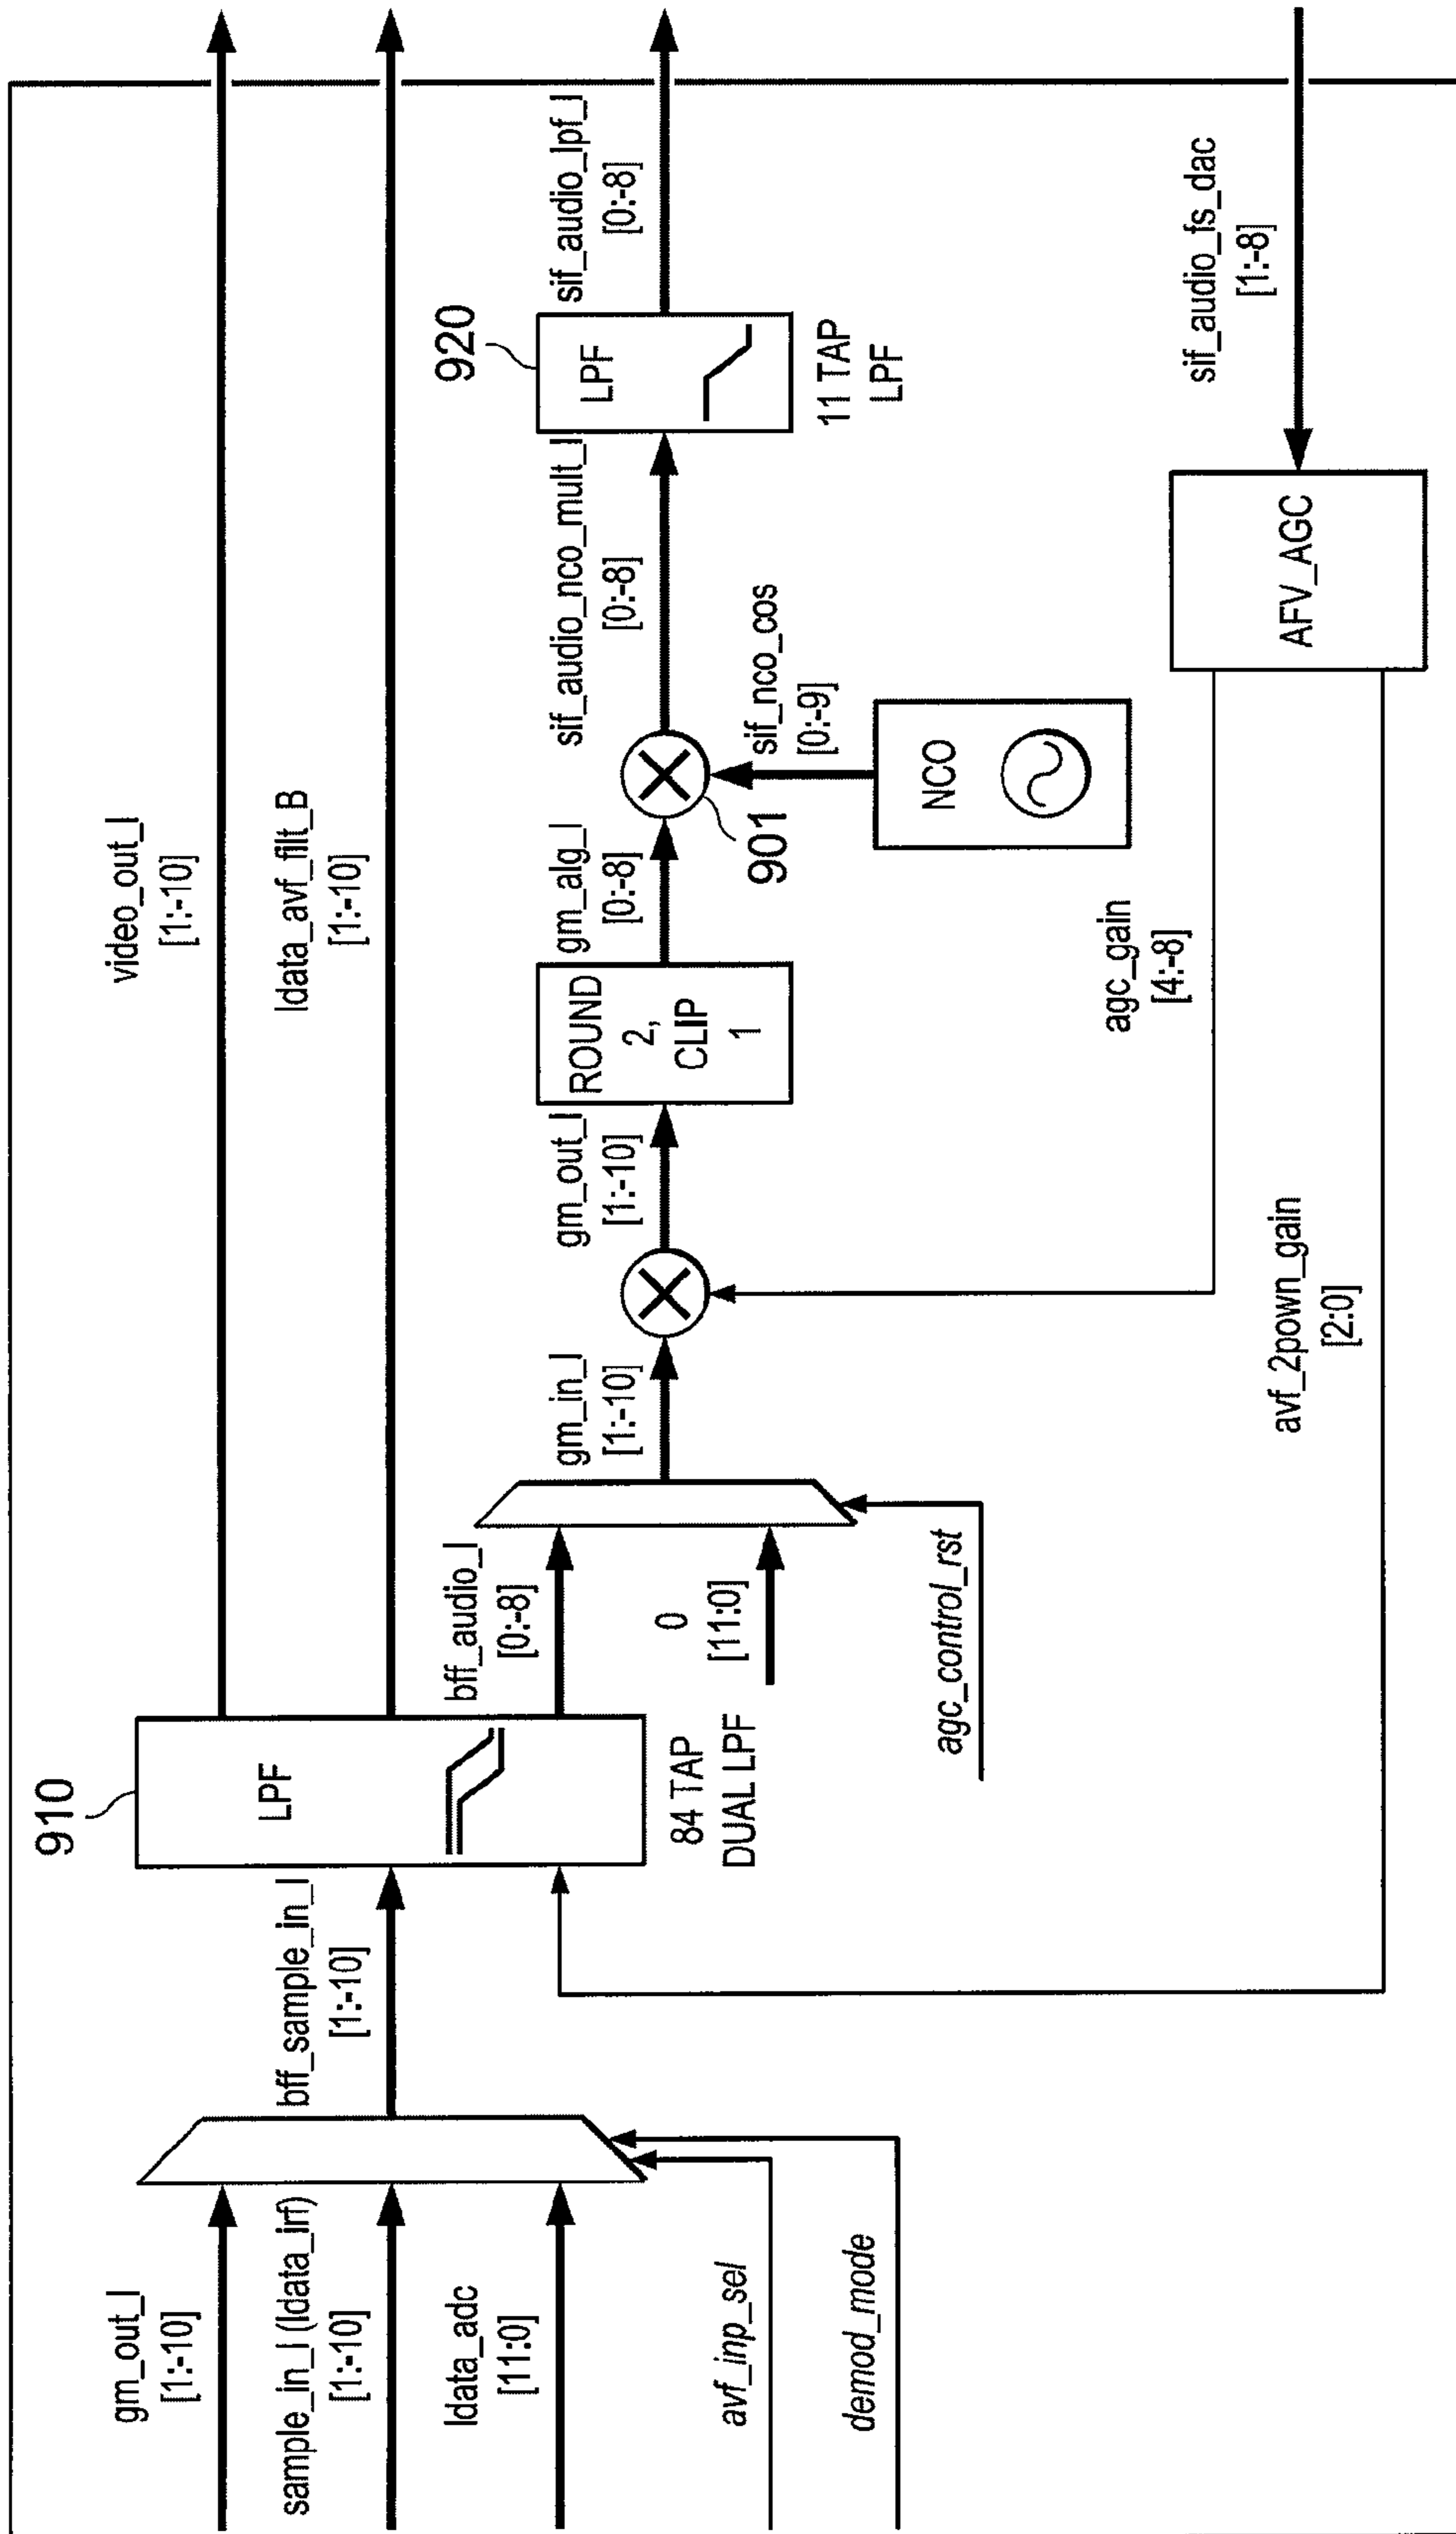 gm_out_I
[1:-10]
sample_in_I (Idata_irf)
[1:-10]
Idata_adc
[11:0]
avf_inp_sel
demod_mode
bff_sample_in_I
[1:-10]
910
LPF
84 TAP
DUAL LPF
video_out_I
[1:-10]
Idata_avf_filt_B
[1:-10]
bff_audio_I
[0:-8]
0
[11:0]
agc_control_rst
gm_in_I
[1:-10]
gm_out_I
[1:-10]
ROUND
2,
CLIP
1
gm_alg_I
[0:-8]
901
sif_audio_nco_mult_I
[0:-8]
sif_nco_cos
[0:-9]
NCO
920
LPF
11 TAP
LPF
sif_audio_lpf_I
[0:-8]
agc_gain
[4:-8]
avf_2pown_gain
[2:0]
AFV_AGC
sif_audio_fs_dac
[1:-8]